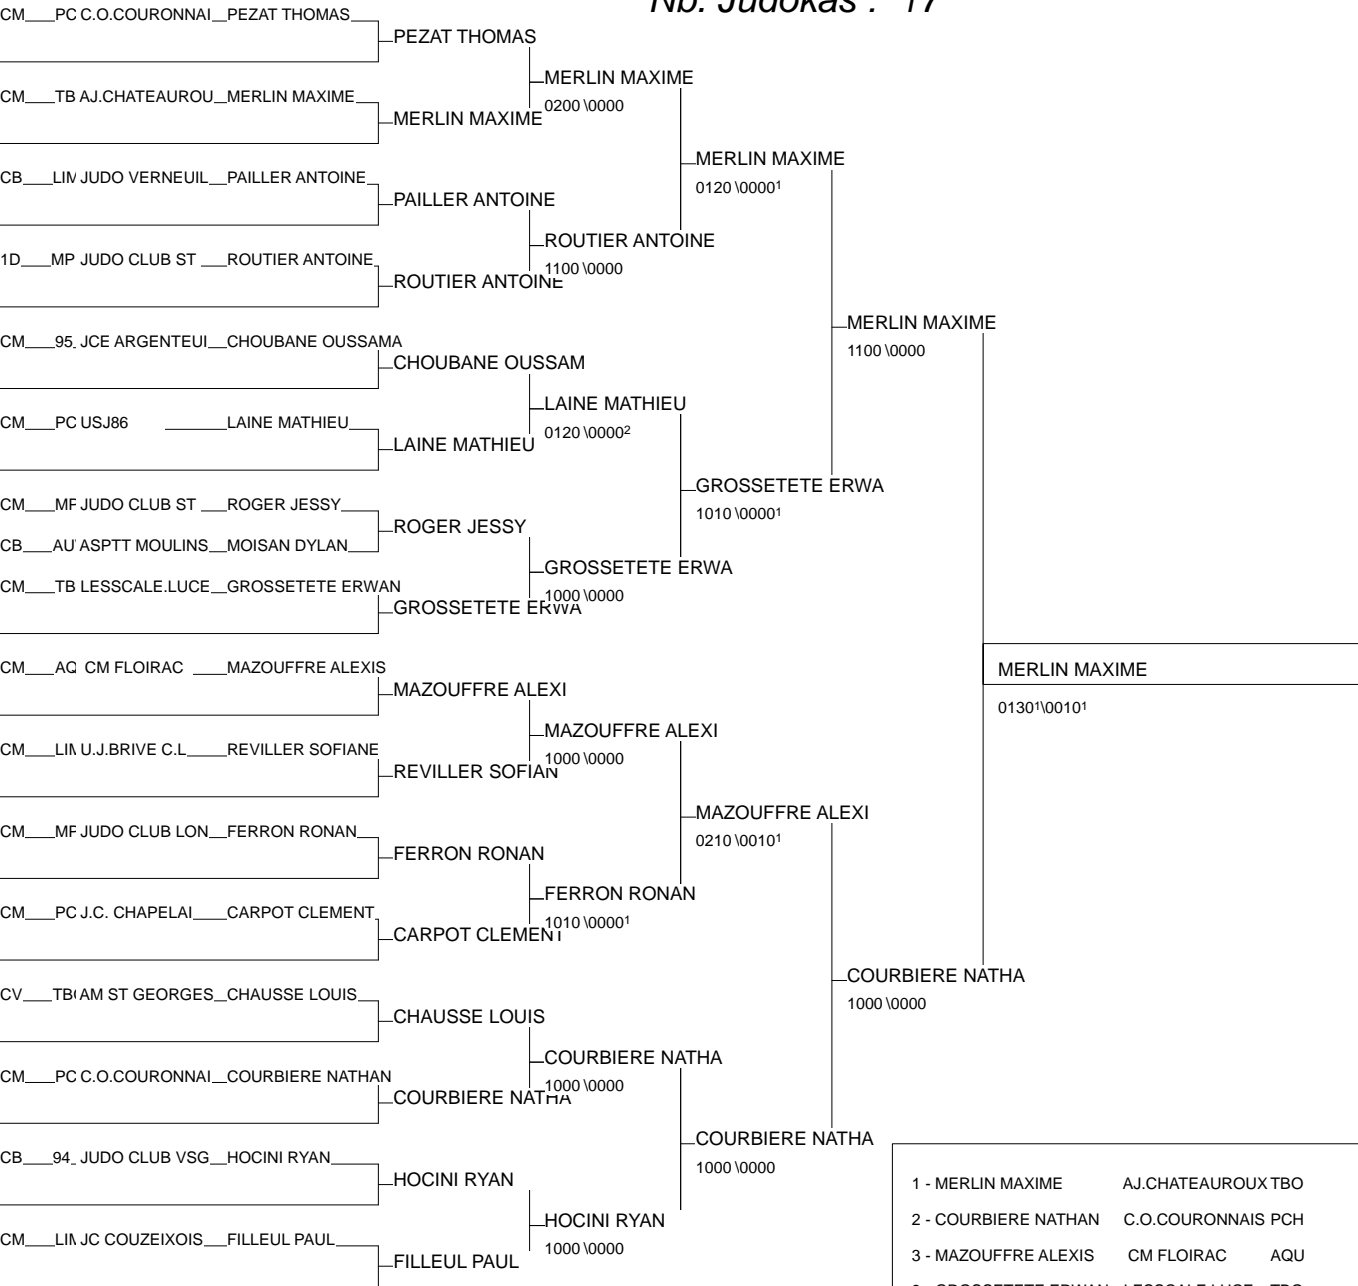 Nb. Judokas : 17
CM PC C.O.COURONNAI PEZAT THOMAS
PEZAT THOMAS
MERLIN MAXIME
0200 \0000
CM TB AJ.CHATEAUROU MERLIN MAXIME
MERLIN MAXIME
MERLIN MAXIME
0120 \0000¹
CB LIM JUDO VERNEUIL PAILLER ANTOINE
PAILLER ANTOINE
ROUTIER ANTOINE
1100 \0000
1D MP JUDO CLUB ST ROUTIER ANTOINE
ROUTIER ANTOINE
MERLIN MAXIME
1100 \0000
CM 95 JCE ARGENTEUI CHOUBANE OUSSAMA
CHOUBANE OUSSAM
LAINE MATHIEU
0120 \0000²
CM PC USJ86 LAINE MATHIEU
LAINE MATHIEU
GROSSETETE ERWA
1010 \0000¹
CM MP JUDO CLUB ST ROGER JESSY
ROGER JESSY
CB AU ASPTT MOULINS MOISAN DYLAN
GROSSETETE ERWA
1000 \0000
CM TB LESSCALE.LUCE GROSSETETE ERWAN
GROSSETETE ERWA
MERLIN MAXIME
0130¹\0010¹
CM AQ CM FLOIRAC MAZOUFFRE ALEXIS
MAZOUFFRE ALEXI
MAZOUFFRE ALEXI
1000 \0000
CM LIM U.J.BRIVE C.L REVILLER SOFIANE
REVILLER SOFIAN
MAZOUFFRE ALEXI
0210 \0010¹
CM MP JUDO CLUB LON FERRON RONAN
FERRON RONAN
FERRON RONAN
1010 \0000¹
CM PC J.C. CHAPELAI CARPOT CLEMENT
CARPOT CLEMENT
COURBIERE NATHA
1000 \0000
CV TB AM ST GEORGES CHAUSSE LOUIS
CHAUSSE LOUIS
COURBIERE NATHA
1000 \0000
CM PC C.O.COURONNAI COURBIERE NATHAN
COURBIERE NATHA
COURBIERE NATHA
1000 \0000
CB 94 JUDO CLUB VSG HOCINI RYAN
HOCINI RYAN
HOCINI RYAN
1000 \0000
CM LIM JC COUZEIXOIS FILLEUL PAUL
FILLEUL PAUL
1 - MERLIN MAXIME AJ.CHATEAUROUX TBO
2 - COURBIERE NATHAN C.O.COURONNAIS PCH
3 - MAZOUFFRE ALEXIS CM FLOIRAC AQU